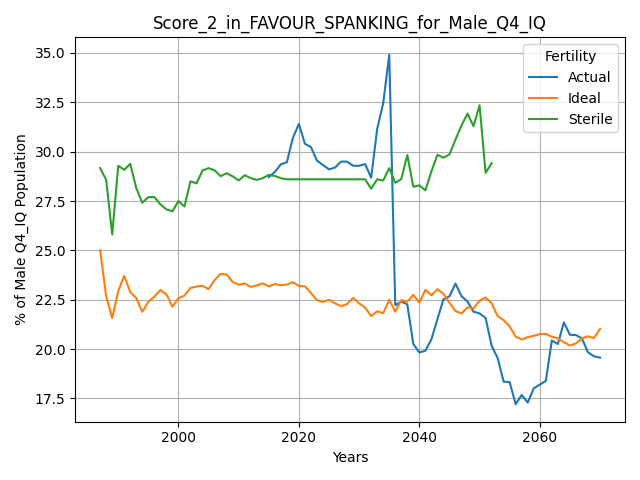 Score_2_in_FAVOUR_SPANKING_for_Male_Q4_IQ
Fertility
Actual
Ideal
Sterile
% of Male Q4_IQ Population
35.0
32.5
30.0
27.5
25.0
22.5
20.0
17.5
2000
2020
2040
2060
Years